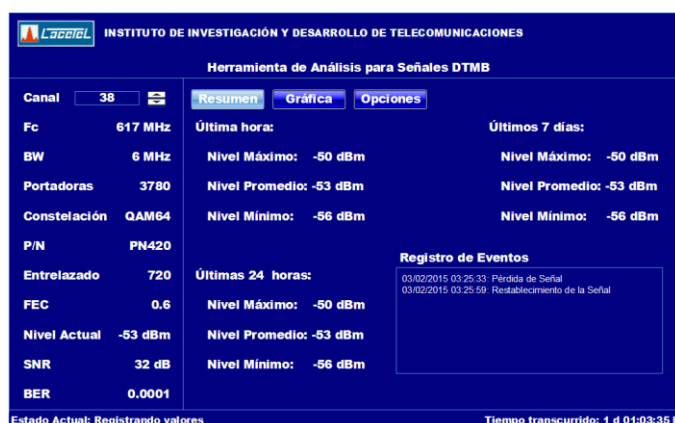 Lacetel
INSTITUTO DE INVESTIGACIÓN Y DESARROLLO DE TELECOMUNICACIONES
Herramienta de Análisis para Señales DTMB
Canal 38
Fc 617 MHz
BW 6 MHz
Portadoras 3780
Constelación QAM64
P/N PN420
Entrelazado 720
FEC 0.6
Nivel Actual -53 dBm
SNR 32 dB
BER 0.0001
Resumen Gráfica Opciones
Última hora:
Nivel Máximo: -50 dBm
Nivel Promedio: -53 dBm
Nivel Mínimo: -56 dBm
Últimos 7 días:
Nivel Máximo: -50 dBm
Nivel Promedio: -53 dBm
Nivel Mínimo: -56 dBm
Últimas 24 horas:
Nivel Máximo: -50 dBm
Nivel Promedio: -53 dBm
Nivel Mínimo: -56 dBm
Registro de Eventos
03/02/2015 03:25:33: Pérdida de Señal
03/02/2015 03:25:59: Restablecimiento de la Señal
Estado Actual: Registrando valores
Tiempo transcurrido: 1 d 01:03:35